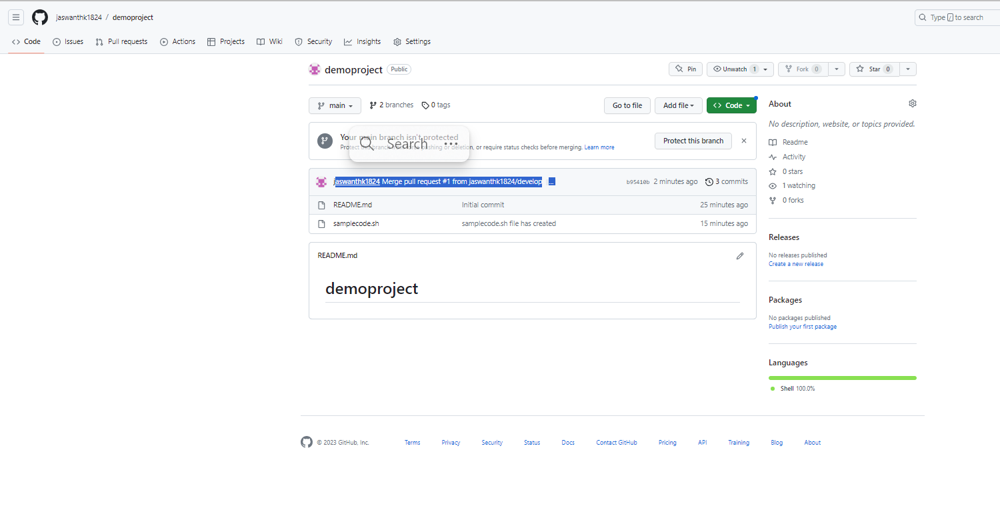 jaswanthk1824 / demoproject
Type / to search
Code Issues Pull requests Actions Projects Wiki Security Insights Settings
demoproject Public
Pin Unwatch 1 Fork 0 Star 0
main 2 branches 0 tags Go to file Add file Code
Your main branch isn't protected
Protect this branch from force pushing or deletion, or require status checks before merging. Learn more
Search ...
Protect this branch
jaswanthk1824 Merge pull request #1 from jaswanthk1824/develop ... b95410b 2 minutes ago 3 commits
README.md Initial commit 25 minutes ago
samplecode.sh samplecode.sh file has created 15 minutes ago
README.md
demoproject
About
No description, website, or topics provided.
Readme
Activity
0 stars
1 watching
0 forks
Releases
No releases published
Create a new release
Packages
No packages published
Publish your first package
Languages
Shell 100.0%
© 2023 GitHub, Inc. Terms Privacy Security Status Docs Contact GitHub Pricing API Training Blog About